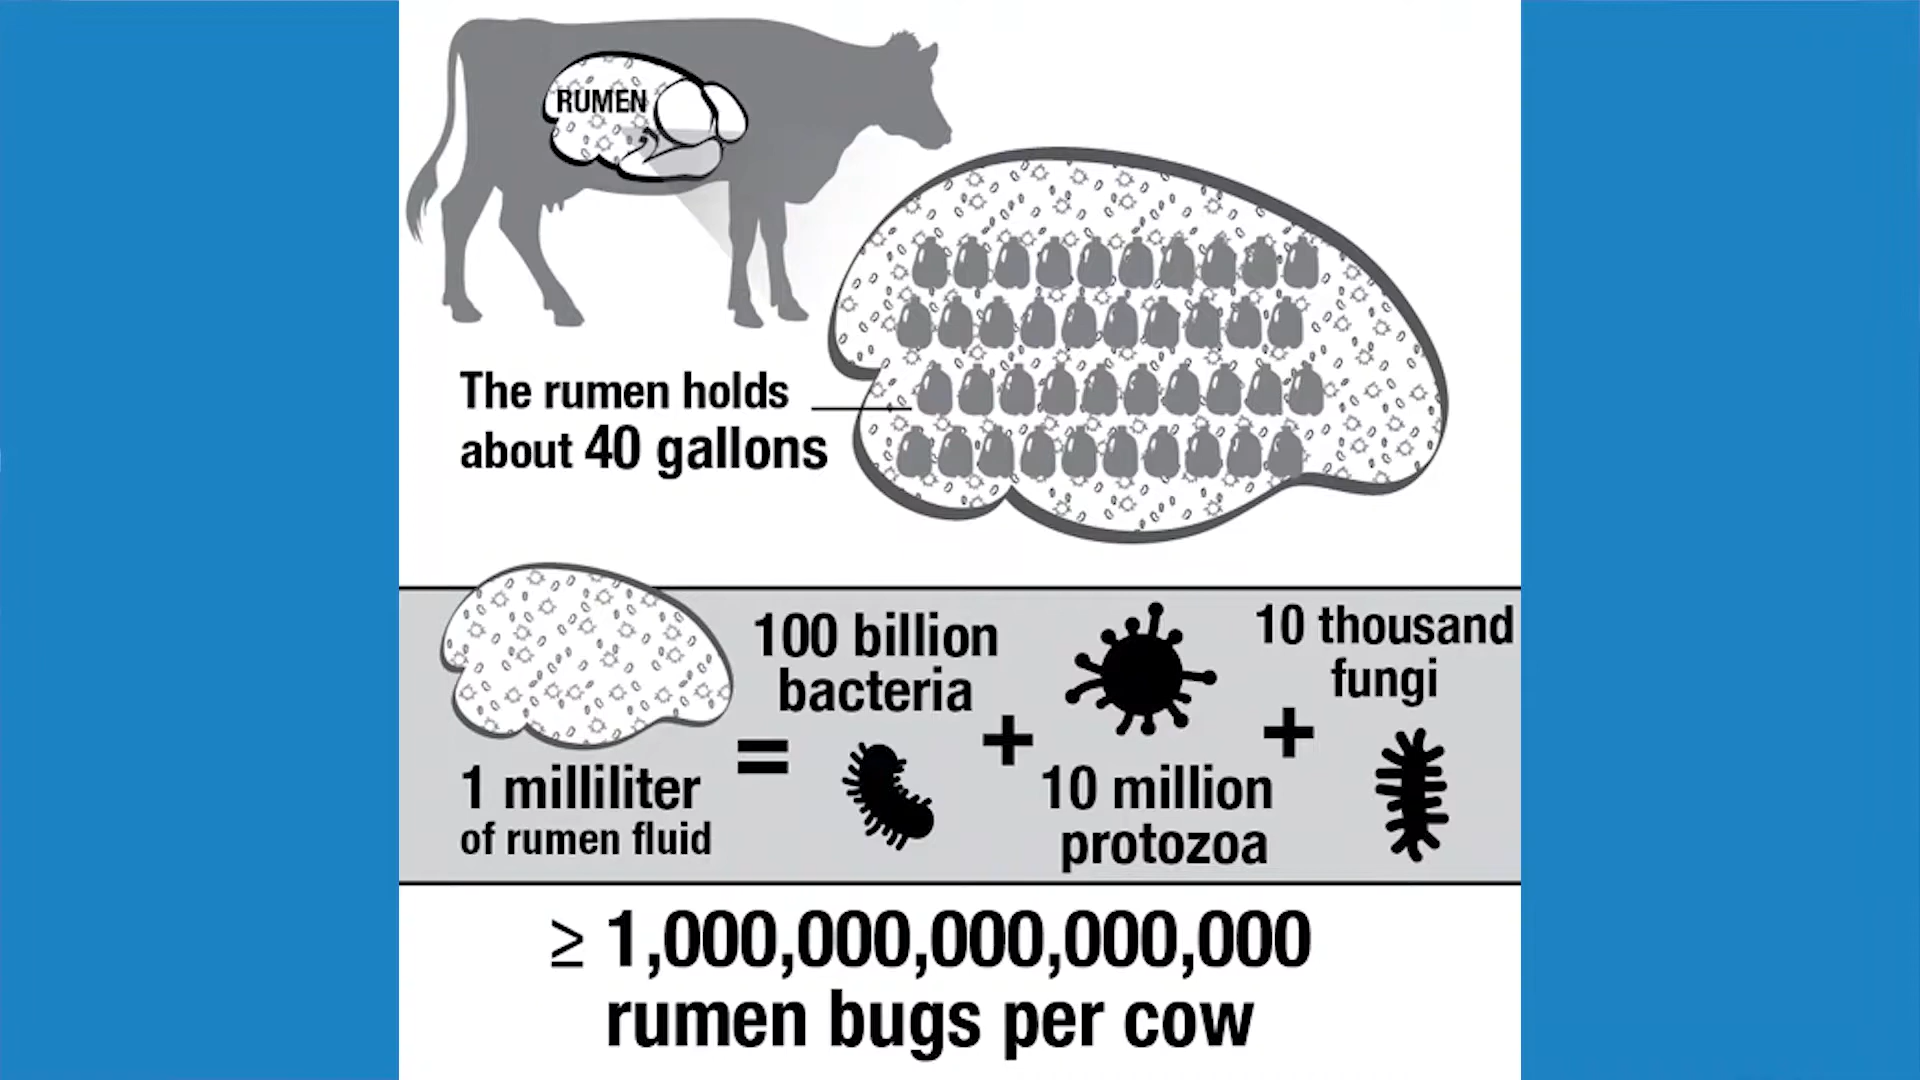 RUMEN
The rumen holds
about 40 gallons
1 milliliter
of rumen fluid
=
100 billion
bacteria
+
10 million
protozoa
+
10 thousand
fungi
≥ 1,000,000,000,000,000
rumen bugs per cow